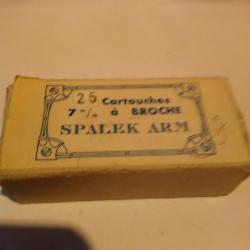 25 Cartouches
7 m/m à BROCHE
SPALEK ARM